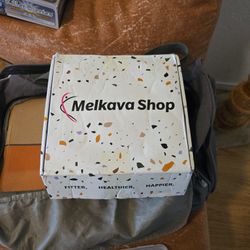 Melkava Shop
FITTER. HEALTHIER. HAPPIER.